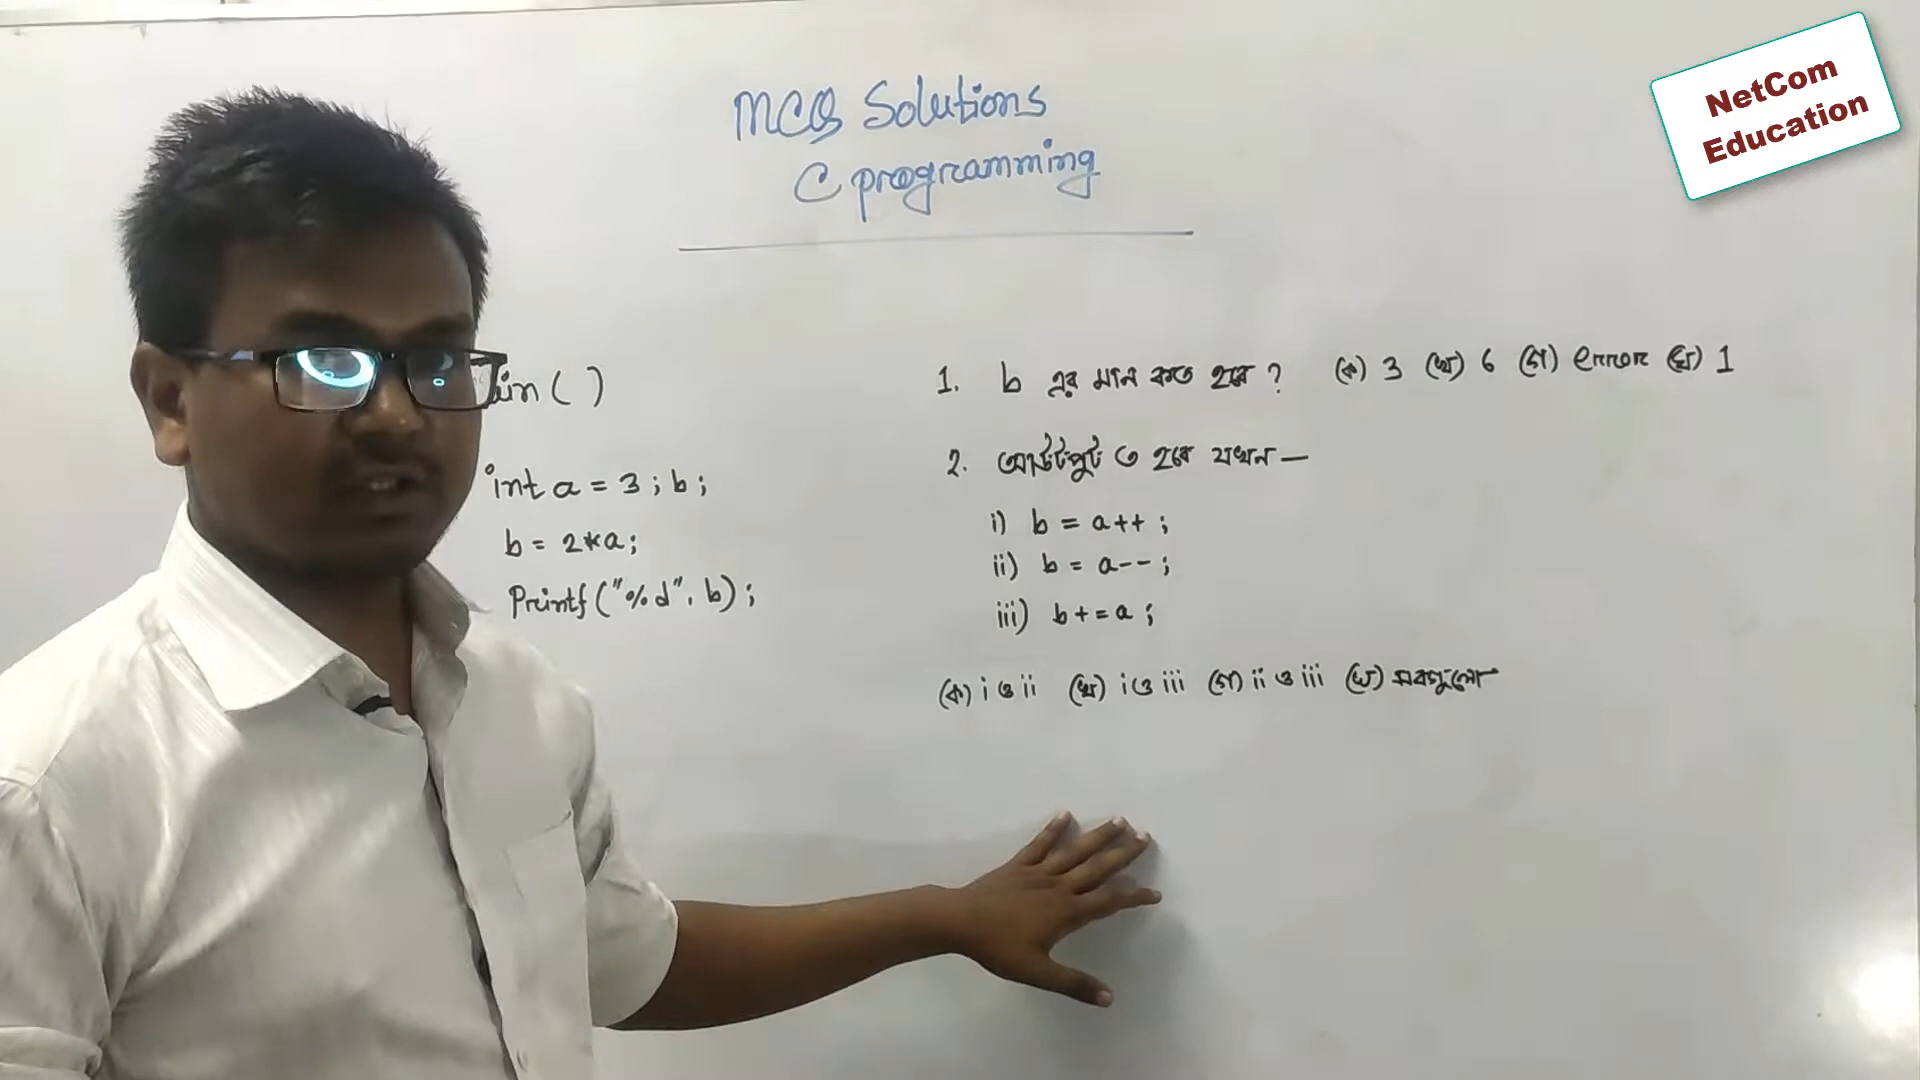 MCQ Solutions
C programming
NetCom
Education
ain ( )
int a = 3 ; b ;
b = 2*a;
Printf("%d", b);
1. b এর মান কত হবে ? (ক) 3 (খ) 6 (গ) error (ঘ) 1
2. আউটপুট ৩ হবে যখন—
i) b = a++ ;
ii) b = a-- ;
iii) b+=a ;
(ক) i ও ii (খ) i ও iii (গ) ii ও iii (ঘ) সবগুলো